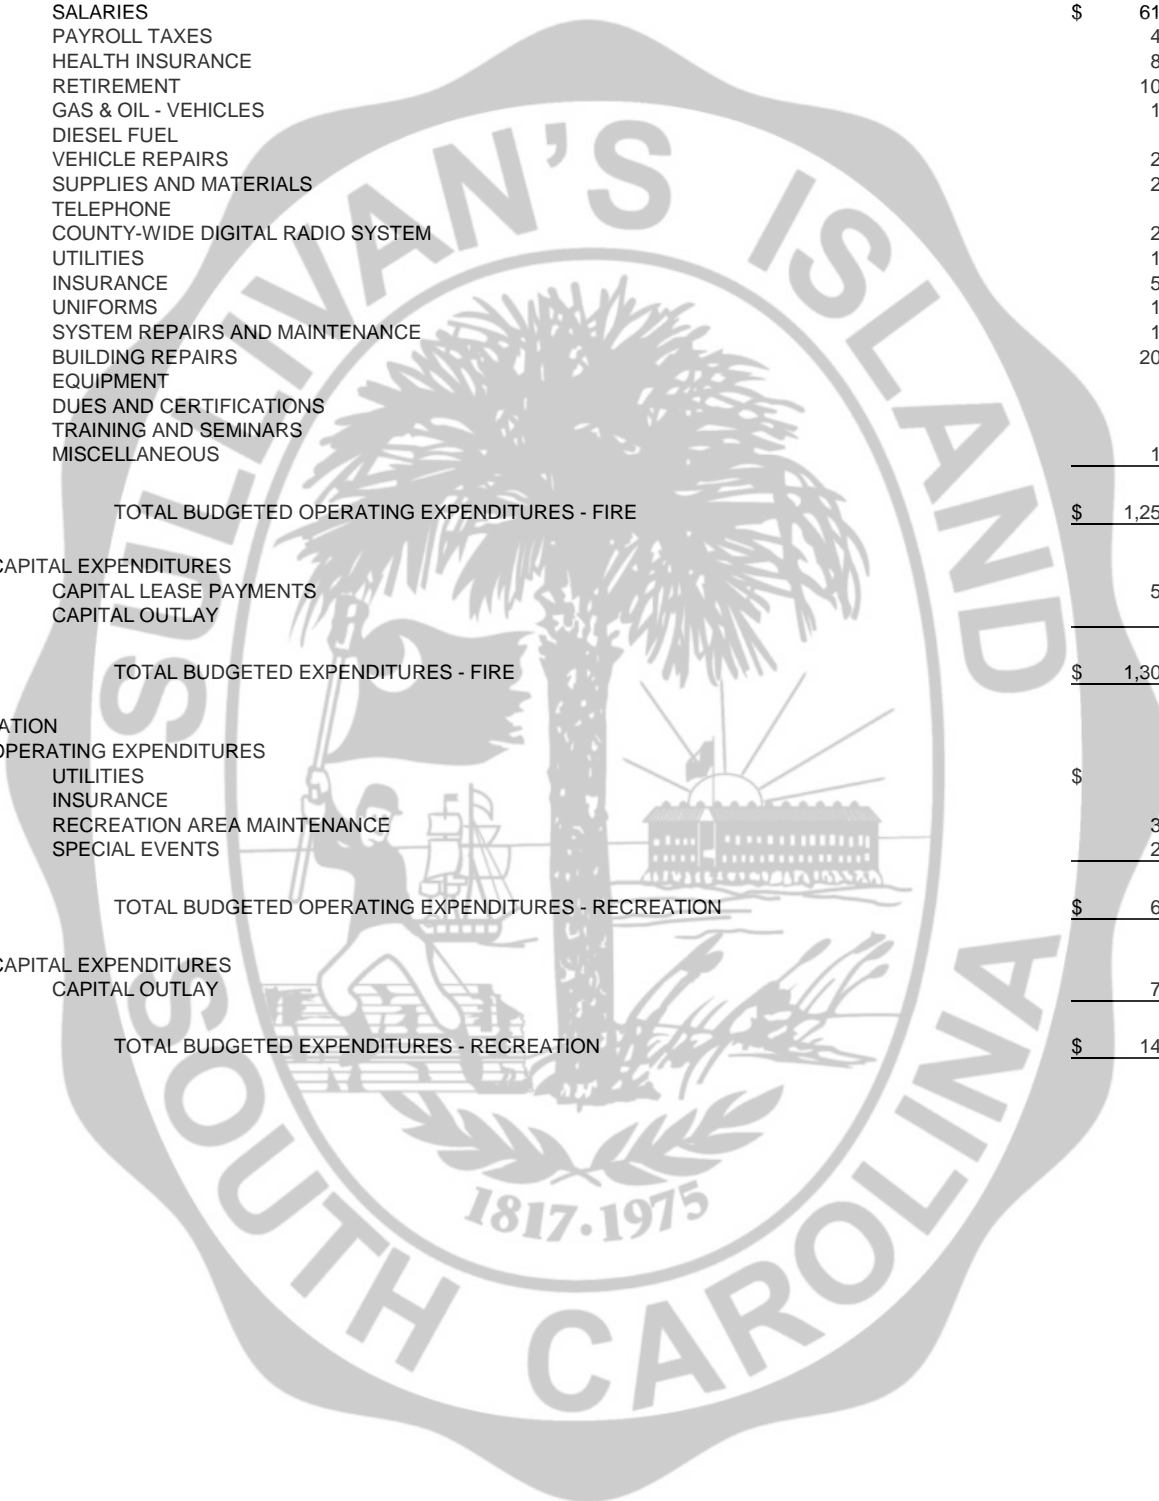 SALARIES $ 61
PAYROLL TAXES 4
HEALTH INSURANCE 8
RETIREMENT 10
GAS & OIL - VEHICLES 1
DIESEL FUEL
VEHICLE REPAIRS 2
SUPPLIES AND MATERIALS 2
TELEPHONE
COUNTY-WIDE DIGITAL RADIO SYSTEM 2
UTILITIES 1
INSURANCE 5
UNIFORMS 1
SYSTEM REPAIRS AND MAINTENANCE 1
BUILDING REPAIRS 20
EQUIPMENT
DUES AND CERTIFICATIONS
TRAINING AND SEMINARS
MISCELLANEOUS 1
TOTAL BUDGETED OPERATING EXPENDITURES - FIRE $ 1,25
CAPITAL EXPENDITURES
CAPITAL LEASE PAYMENTS 5
CAPITAL OUTLAY
TOTAL BUDGETED EXPENDITURES - FIRE $ 1,30
ATION
OPERATING EXPENDITURES
UTILITIES $
INSURANCE
RECREATION AREA MAINTENANCE 3
SPECIAL EVENTS 2
TOTAL BUDGETED OPERATING EXPENDITURES - RECREATION $ 6
CAPITAL EXPENDITURES
CAPITAL OUTLAY 7
TOTAL BUDGETED EXPENDITURES - RECREATION $ 14
SULLIVAN'S ISLAND
1817·1975
SOUTH CAROLINA